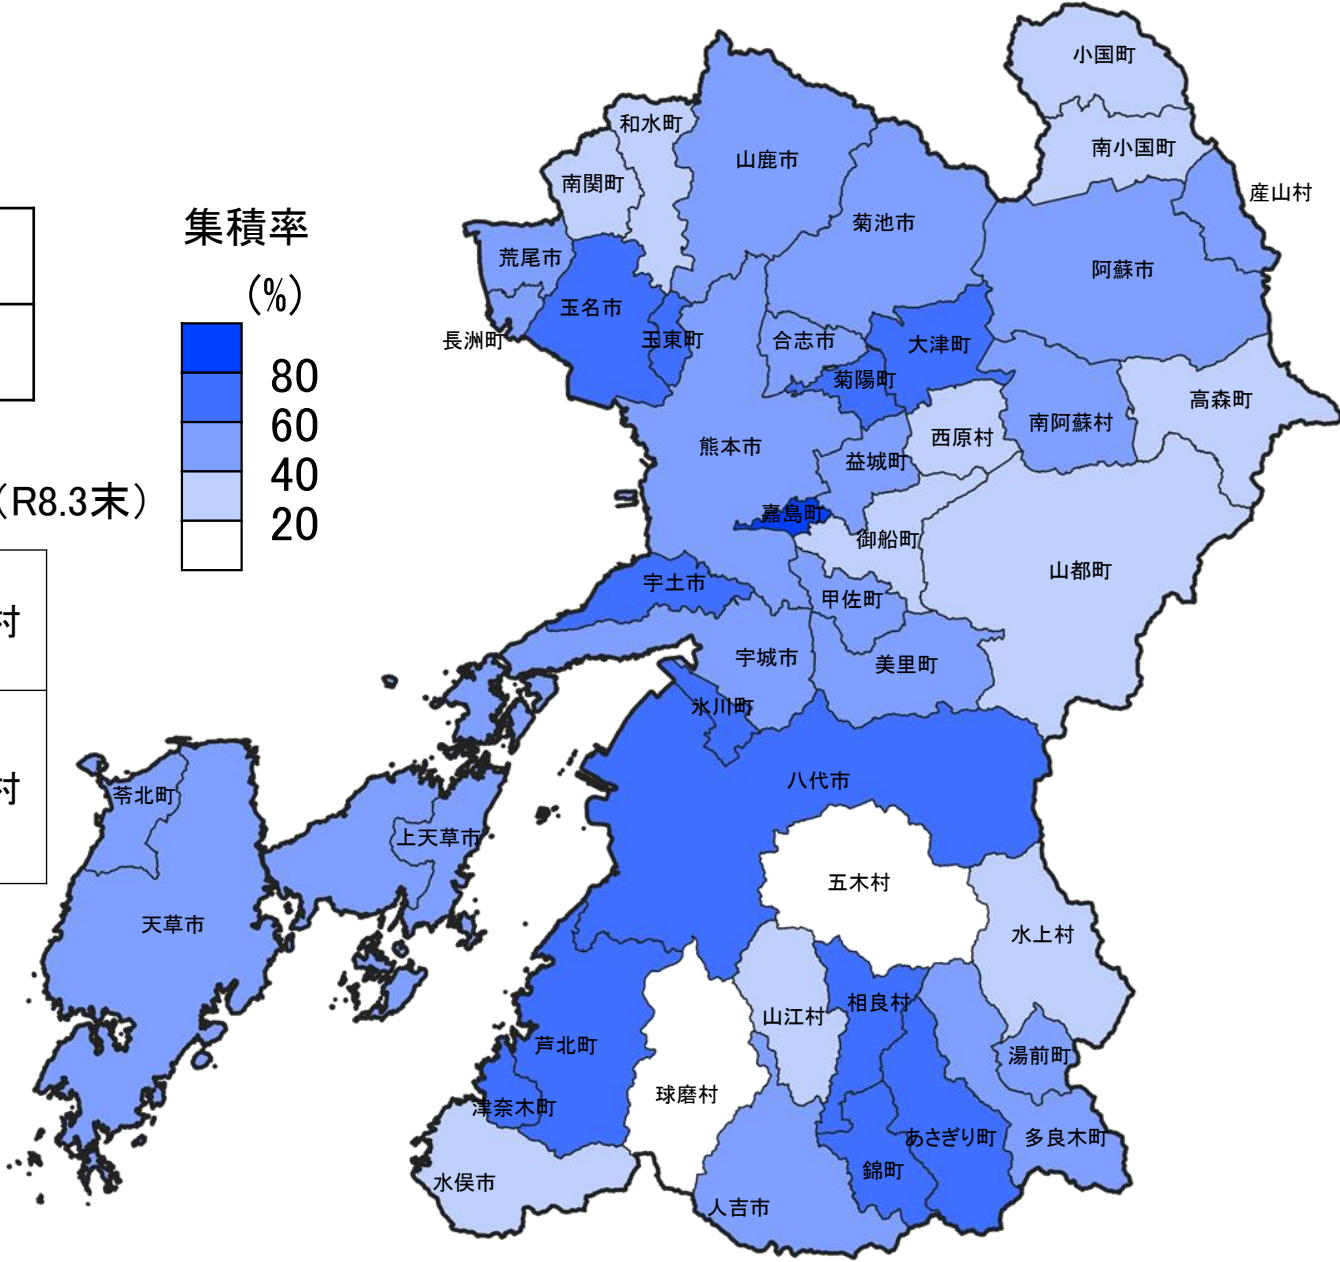 小国町
和水町
南小国町
山鹿市
南関町
産山村
集積率
菊池市
荒尾市
阿蘇市
(%)
玉名市
長洲町
玉東町
合志市
大津町
80
菊陽町
高森町
60
南阿蘇村
西原村
熊本市
益城町
40
(R8.3末)
嘉島町
20
御船町
山都町
宇土市
甲佐町
村
宇城市
美里町
氷川町
八代市
村
苓北町
上天草市
五木村
天草市
水上村
相良村
山江村
芦北町
湯前町
球磨村
津奈木町
あさぎり町
多良木町
錦町
水俣市
人吉市